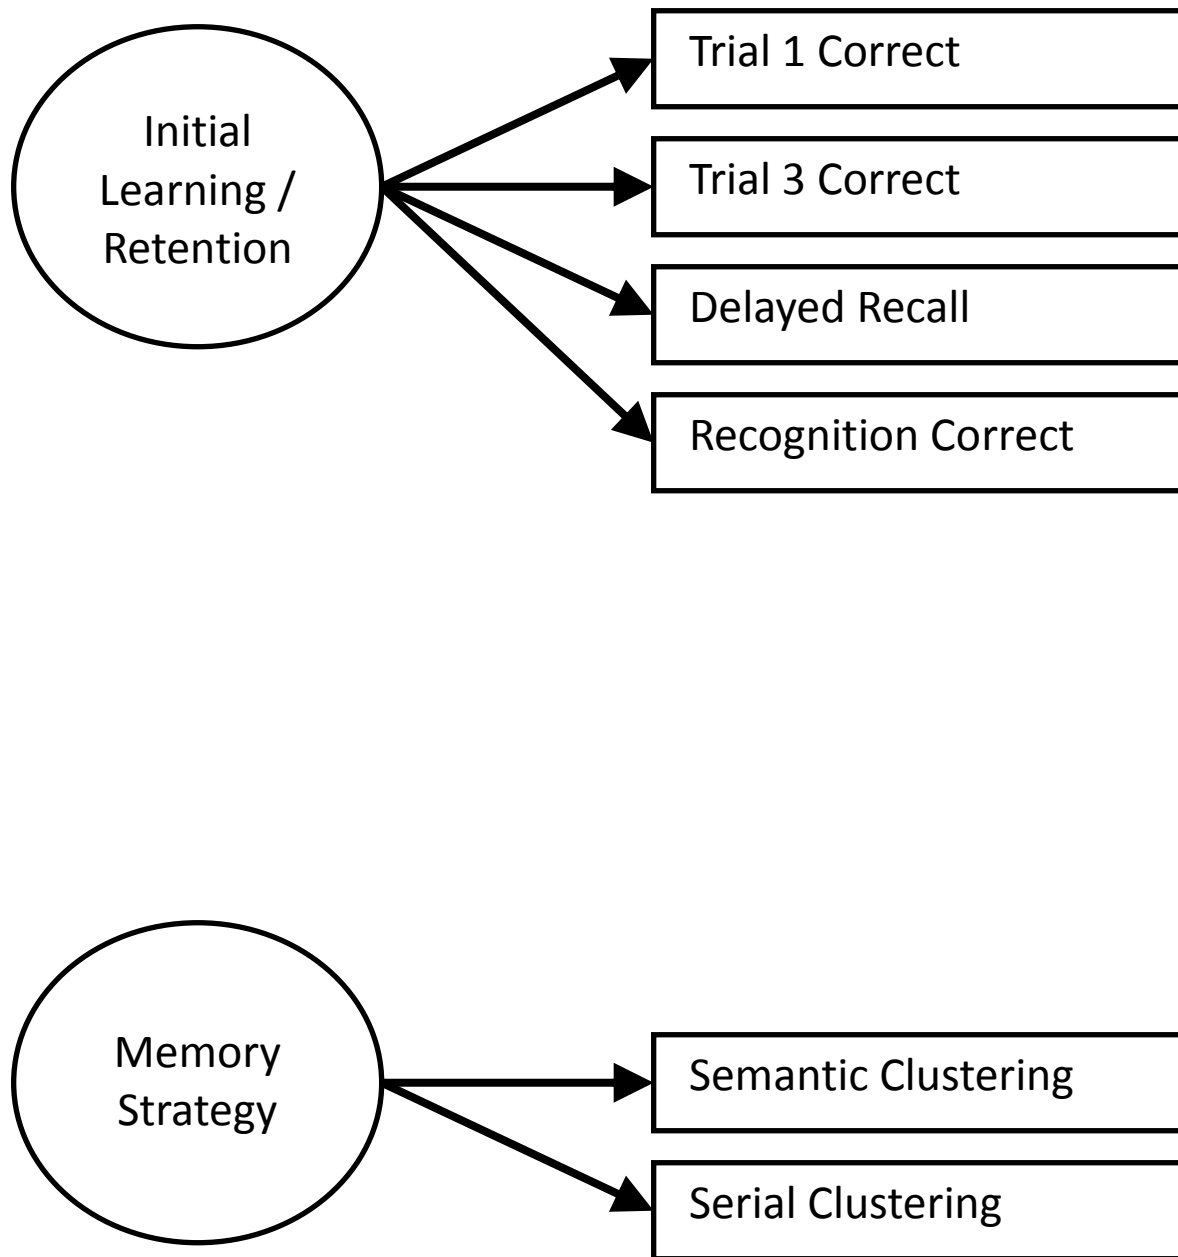 Initial
Learning /
Retention
Trial 1 Correct
Trial 3 Correct
Delayed Recall
Recognition Correct
Memory
Strategy
Semantic Clustering
Serial Clustering